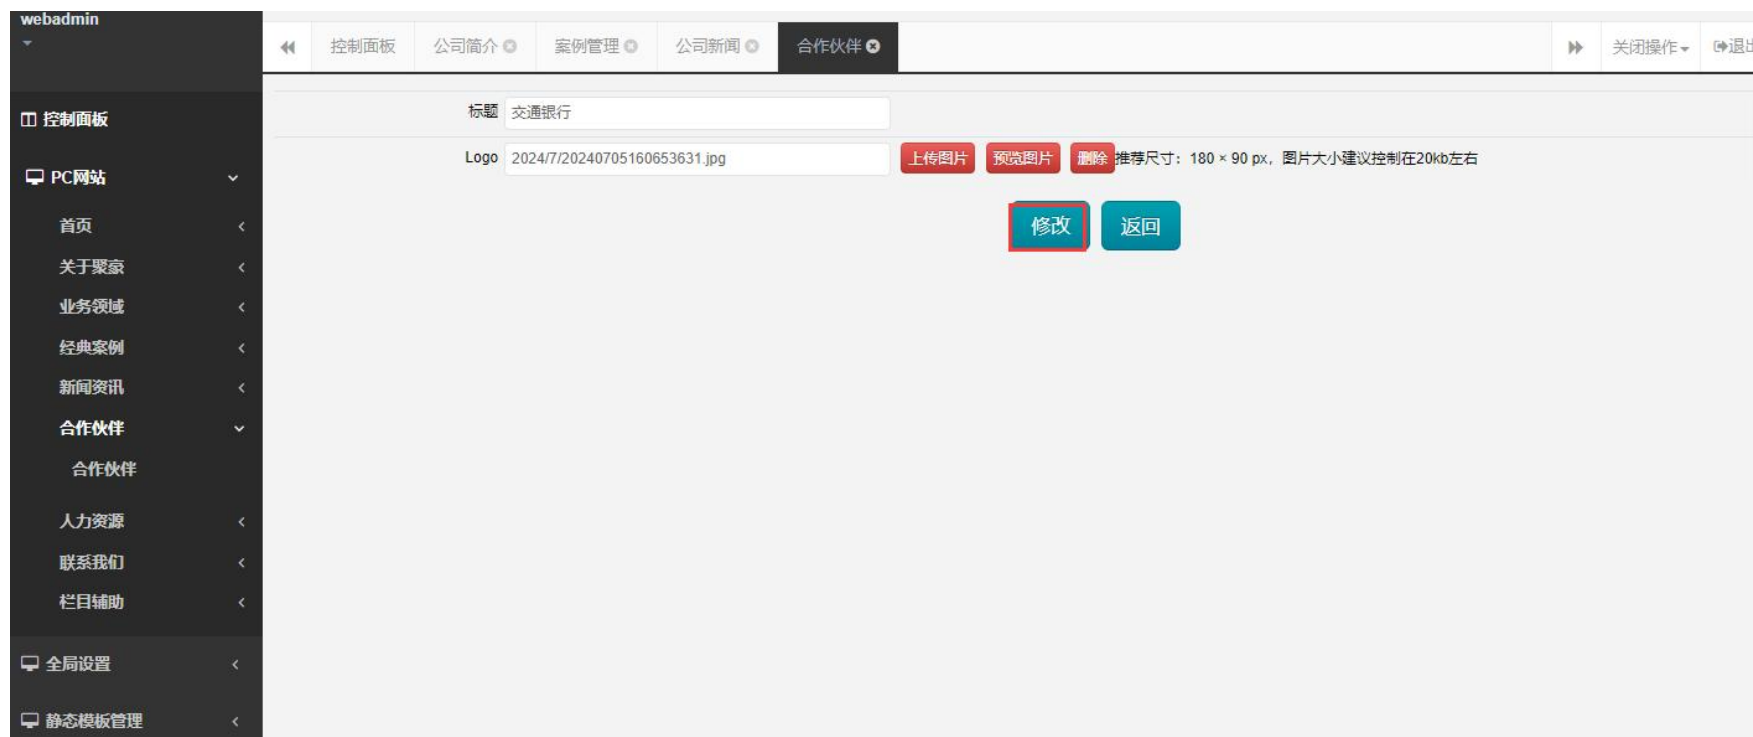 webadmin
控制面板 公司简介 案例管理 公司新闻 合作伙伴 关闭操作 退出
控制面板
标题 交通银行
Logo 2024/7/20240705160653631.jpg 上传图片 预览图片 删除 推荐尺寸：180 × 90 px，图片大小建议控制在20kb左右
PC网站
修改 返回
首页
关于聚豪
业务领域
经典案例
新闻资讯
合作伙伴
合作伙伴
人力资源
联系我们
栏目辅助
全局设置
静态模板管理